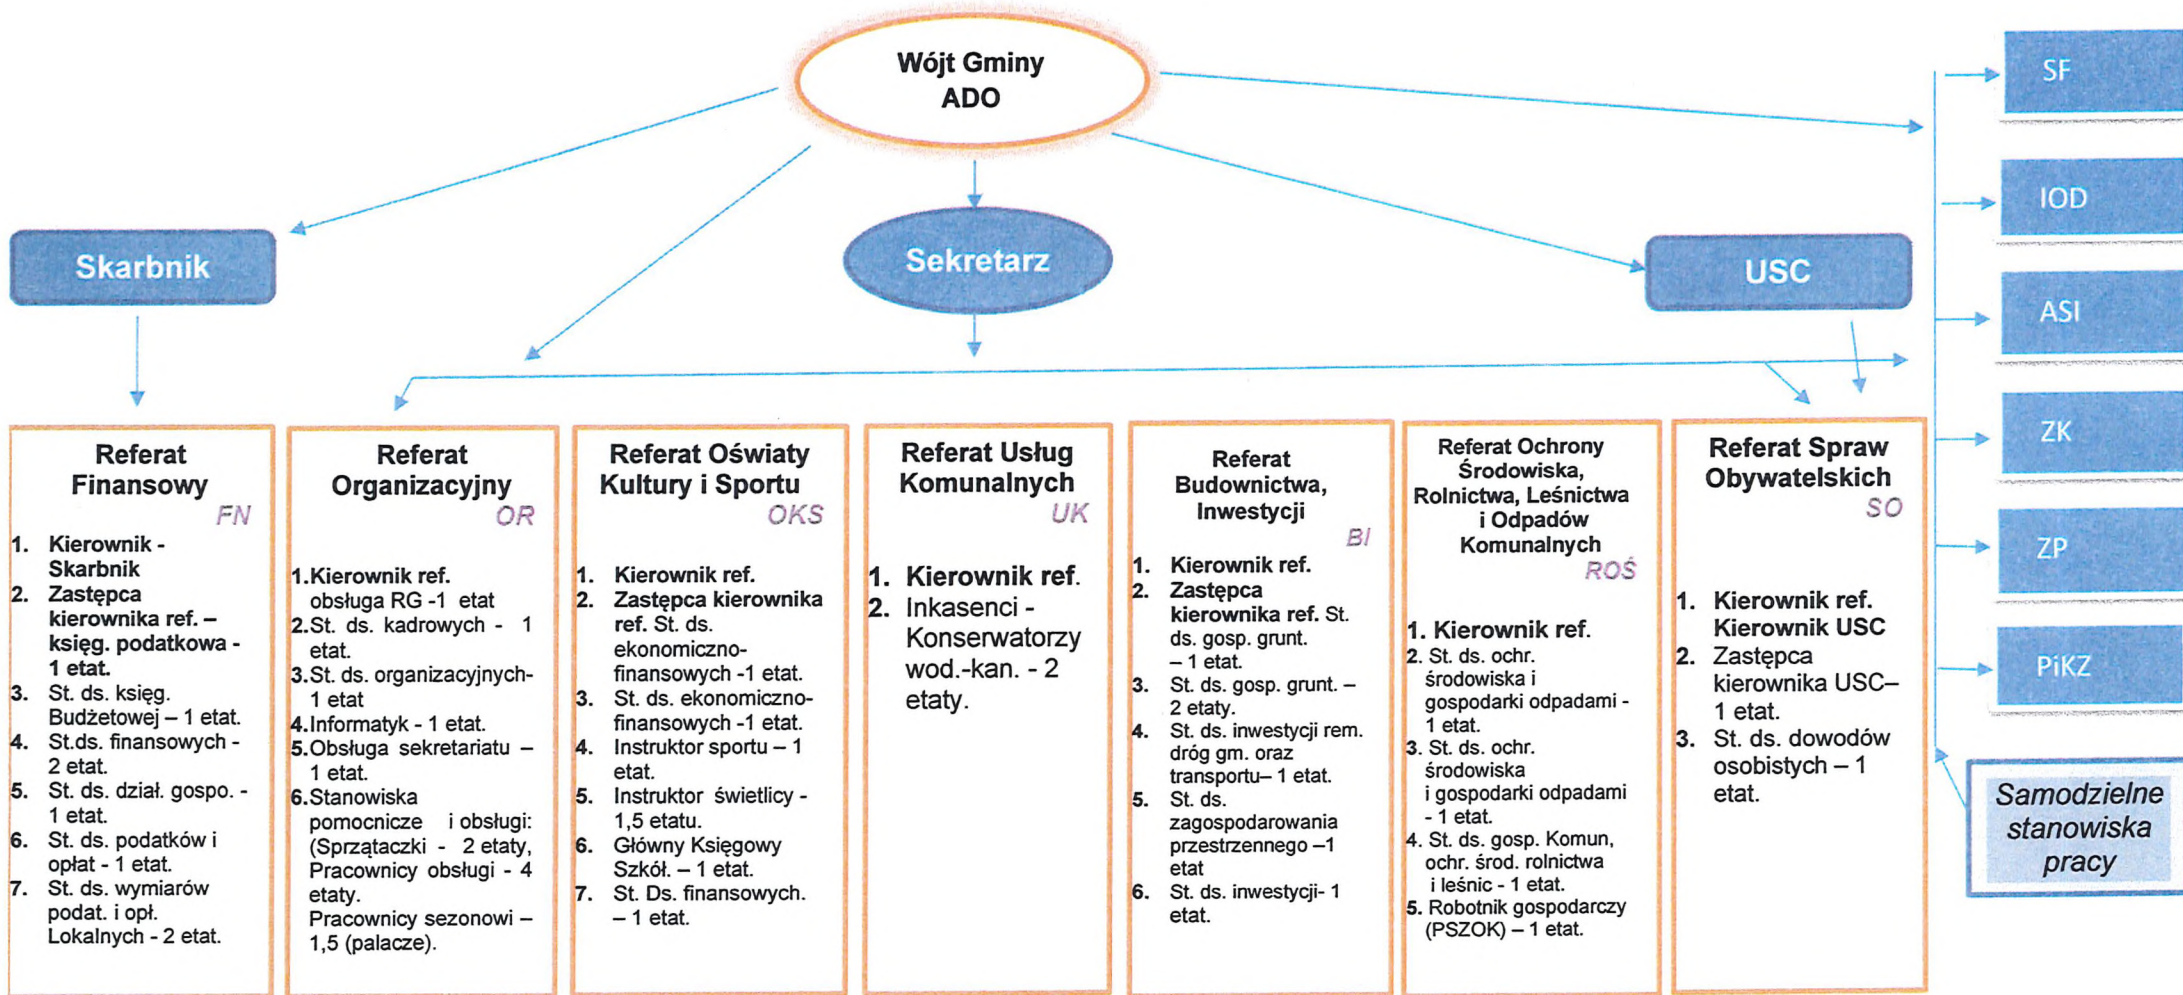 Wójt Gminy
ADO
Skarbnik
Sekretarz
USC
SF
IOD
ASI
ZK
ZP
PiKZ
Samodzielne
stanowiska
pracy
Referat
Finansowy
FN
1. Kierownik -
Skarbnik
2. Zastępca
kierownika ref. –
księg. podatkowa -
1 etat.
3. St. ds. księg.
Budżetowej – 1 etat.
4. St.ds. finansowych -
2 etat.
5. St. ds. dział. gospo. -
1 etat.
6. St. ds. podatków i
opłat - 1 etat.
7. St. ds. wymiarów
podat. i opł.
Lokalnych - 2 etat.
Referat
Organizacyjny
OR
1.Kierownik ref.
obsługa RG -1 etat
2.St. ds. kadrowych - 1
etat.
3.St. ds. organizacyjnych-
1 etat
4.Informatyk - 1 etat.
5.Obsługa sekretariatu –
1 etat.
6.Stanowiska
pomocnicze i obsługi:
(Sprzątaczki - 2 etaty,
Pracownicy obsługi - 4
etaty.
Pracownicy sezonowi –
1,5 (palacze).
Referat Oświaty
Kultury i Sportu
OKS
1. Kierownik ref.
2. Zastępca kierownika
ref. St. ds.
ekonomiczno-
finansowych -1 etat.
3. St. ds. ekonomiczno-
finansowych -1 etat.
4. Instruktor sportu – 1
etat.
5. Instruktor świetlicy -
1,5 etatu.
6. Główny Księgowy
Szkół. – 1 etat.
7. St. Ds. finansowych.
– 1 etat.
Referat Usług
Komunalnych
UK
1. Kierownik ref.
2. Inkasenci -
Konserwatorzy
wod.-kan. - 2
etaty.
Referat
Budownictwa,
Inwestycji
BI
1. Kierownik ref.
2. Zastępca
kierownika ref. St.
ds. gosp. grunt.
– 1 etat.
3. St. ds. gosp. grunt. –
2 etaty.
4. St. ds. inwestycji rem.
dróg gm. oraz
transportu– 1 etat.
5. St. ds.
zagospodarowania
przestrzennego –1
etat
6. St. ds. inwestycji- 1
etat.
Referat Ochrony
Środowiska,
Rolnictwa, Leśnictwa
i Odpadów
Komunalnych
ROŚ
1. Kierownik ref.
2. St. ds. ochr.
środowiska i
gospodarki odpadami -
1 etat.
3. St. ds. ochr.
środowiska
i gospodarki odpadami
- 1 etat.
4. St. ds. gosp. Komun,
ochr. środ. rolnictwa
i leśnic - 1 etat.
5. Robotnik gospodarczy
(PSZOK) – 1 etat.
Referat Spraw
Obywatelskich
SO
1. Kierownik ref.
Kierownik USC
2. Zastępca
kierownika USC–
1 etat.
3. St. ds. dowodów
osobistych – 1
etat.